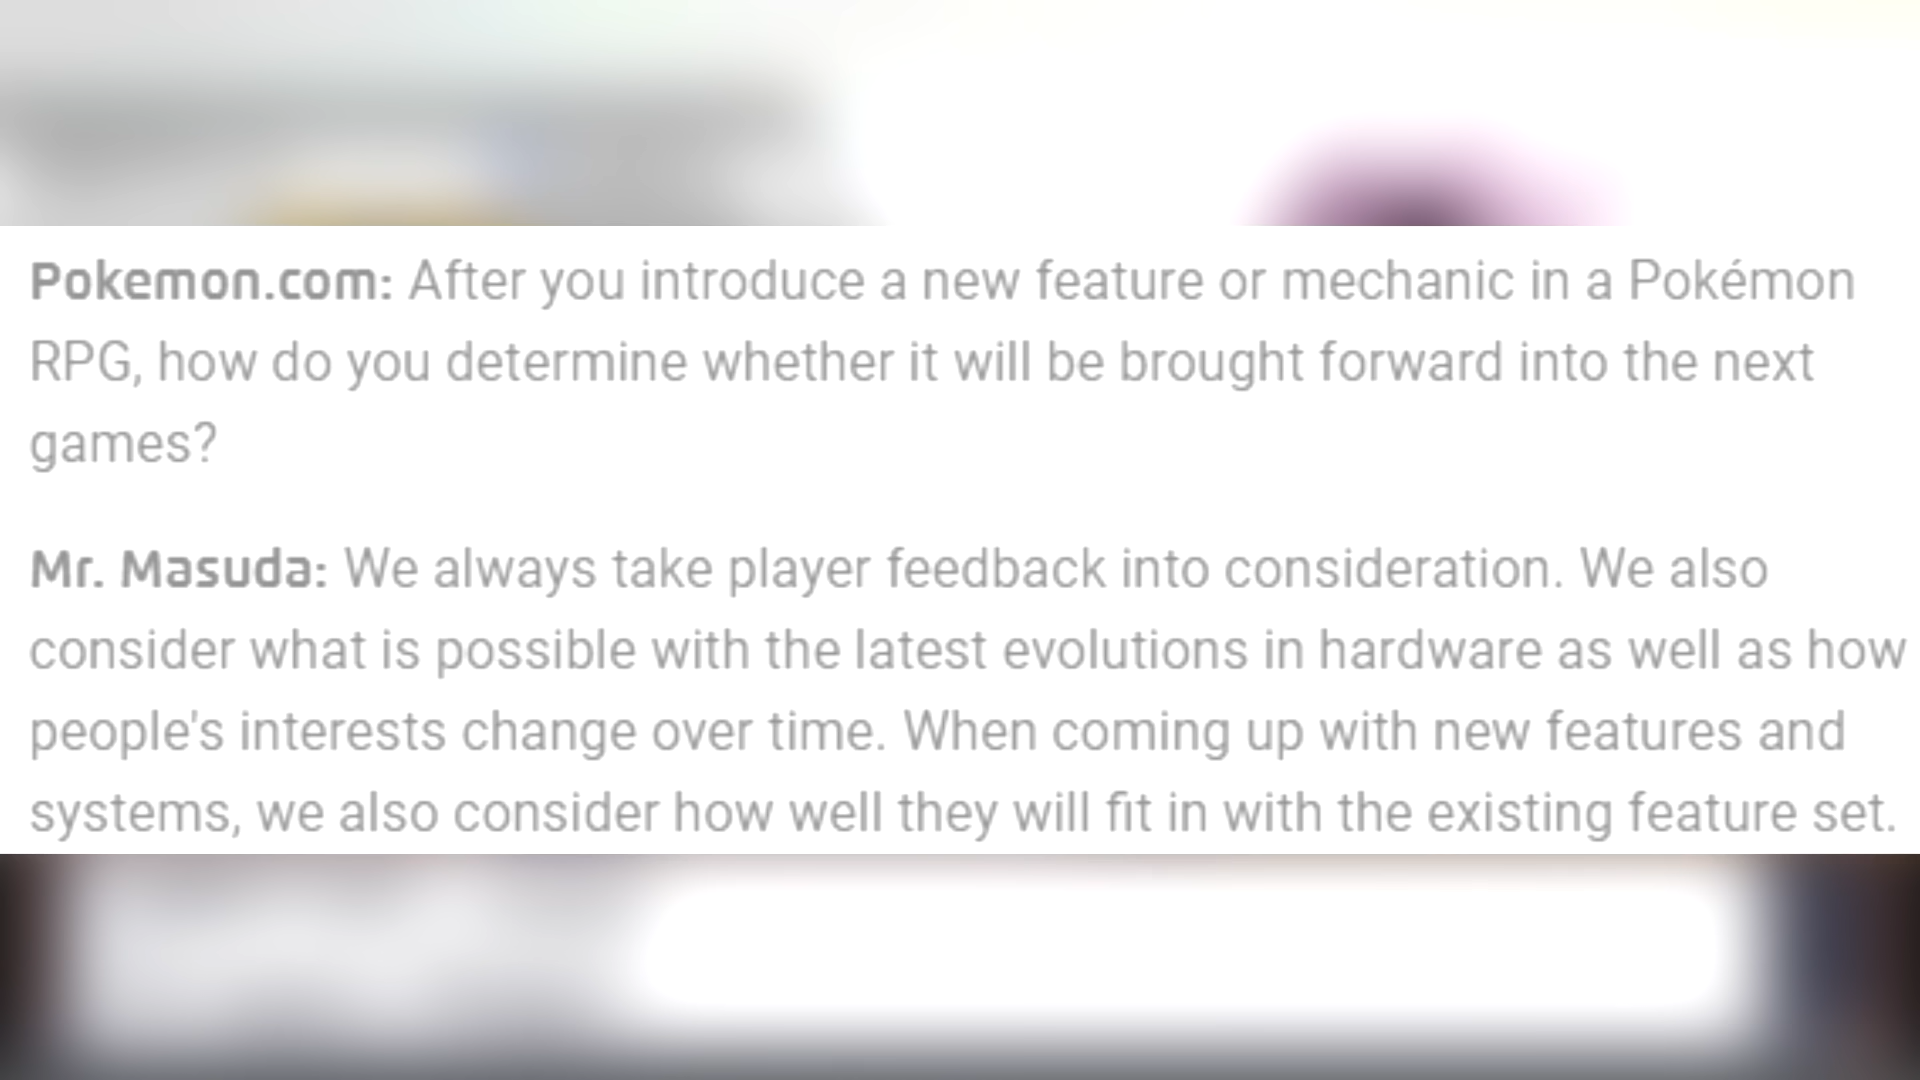 Pokemon.com: After you introduce a new feature or mechanic in a Pokémon
RPG, how do you determine whether it will be brought forward into the next
games?
Mr. Masuda: We always take player feedback into consideration. We also
consider what is possible with the latest evolutions in hardware as well as how
people's interests change over time. When coming up with new features and
systems, we also consider how well they will fit in with the existing feature set.